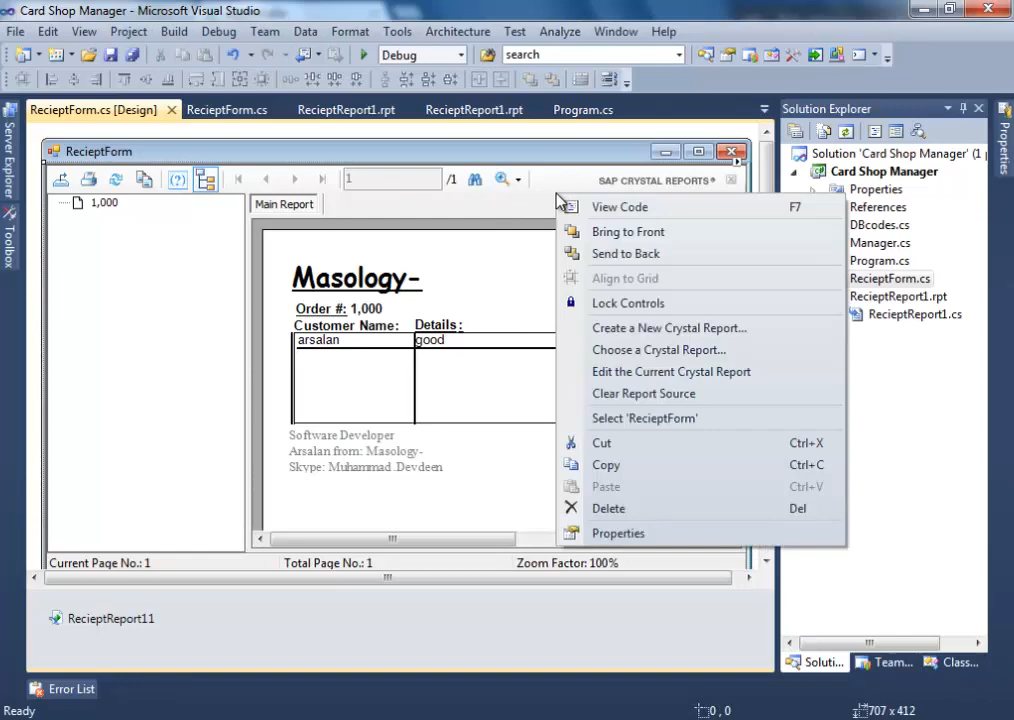 Card Shop Manager - Microsoft Visual Studio
File Edit View Project Build Debug Team Data Format Tools Architecture Test Analyze Window Help
Debug search
RecieptForm.cs [Design] RecieptForm.cs RecieptReport1.rpt RecieptReport1.rpt Program.cs
Server Explorer
Toolbox
RecieptForm
1 /1 SAP CRYSTAL REPORTS®
1,000
Main Report
Masology-
Order #: 1,000
Customer Name: Details:
arsalan good
Software Developer
Arsalan from: Masology-
Skype: Muhammad.Devdeen
Current Page No.: 1 Total Page No.: 1 Zoom Factor: 100%
RecieptReport11
View Code F7
Bring to Front
Send to Back
Align to Grid
Lock Controls
Create a New Crystal Report...
Choose a Crystal Report...
Edit the Current Crystal Report
Clear Report Source
Select 'RecieptForm'
Cut Ctrl+X
Copy Ctrl+C
Paste Ctrl+V
Delete Del
Properties
Solution Explorer
Solution 'Card Shop Manager' (1 p
Card Shop Manager
Properties
References
DBcodes.cs
Manager.cs
Program.cs
RecieptForm.cs
RecieptReport1.rpt
RecieptReport1.cs
Soluti... Team... Class...
Properties
Error List
Ready 0 , 0 707 x 412